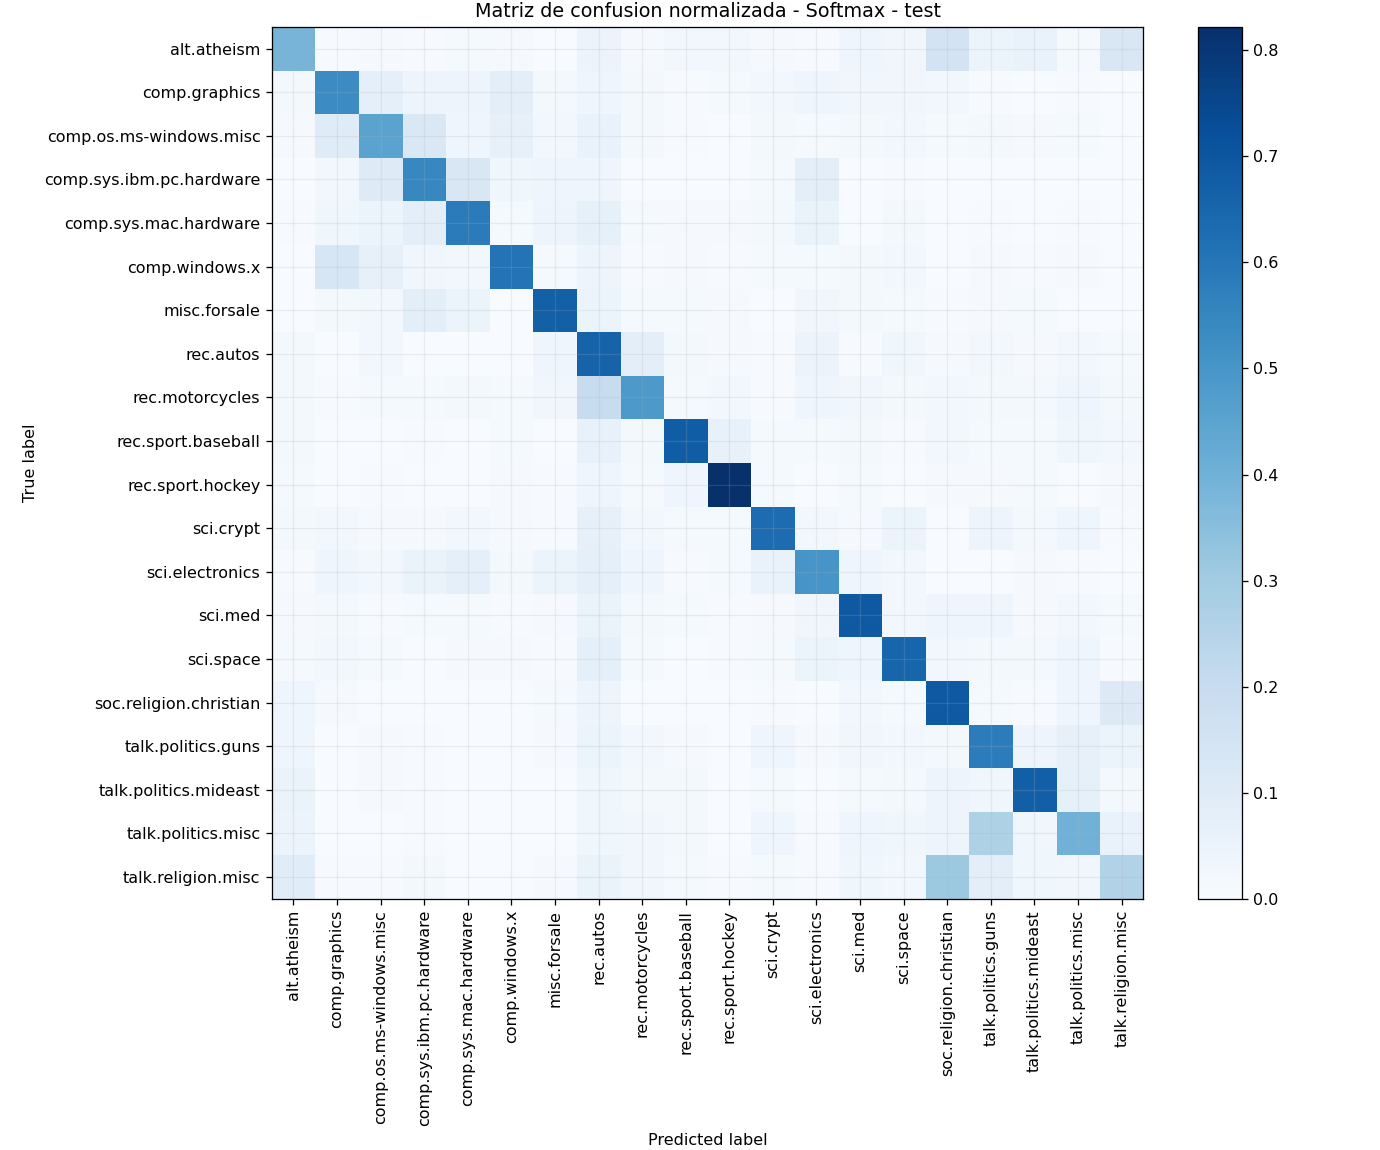 Matriz de confusion normalizada - Softmax - test
True label
alt.atheism
comp.graphics
comp.os.ms-windows.misc
comp.sys.ibm.pc.hardware
comp.sys.mac.hardware
comp.windows.x
misc.forsale
rec.autos
rec.motorcycles
rec.sport.baseball
rec.sport.hockey
sci.crypt
sci.electronics
sci.med
sci.space
soc.religion.christian
talk.politics.guns
talk.politics.mideast
talk.politics.misc
talk.religion.misc
alt.atheism
comp.graphics
comp.os.ms-windows.misc
comp.sys.ibm.pc.hardware
comp.sys.mac.hardware
comp.windows.x
misc.forsale
rec.autos
rec.motorcycles
rec.sport.baseball
rec.sport.hockey
sci.crypt
sci.electronics
sci.med
sci.space
soc.religion.christian
talk.politics.guns
talk.politics.mideast
talk.politics.misc
talk.religion.misc
Predicted label
0.8
0.7
0.6
0.5
0.4
0.3
0.2
0.1
0.0